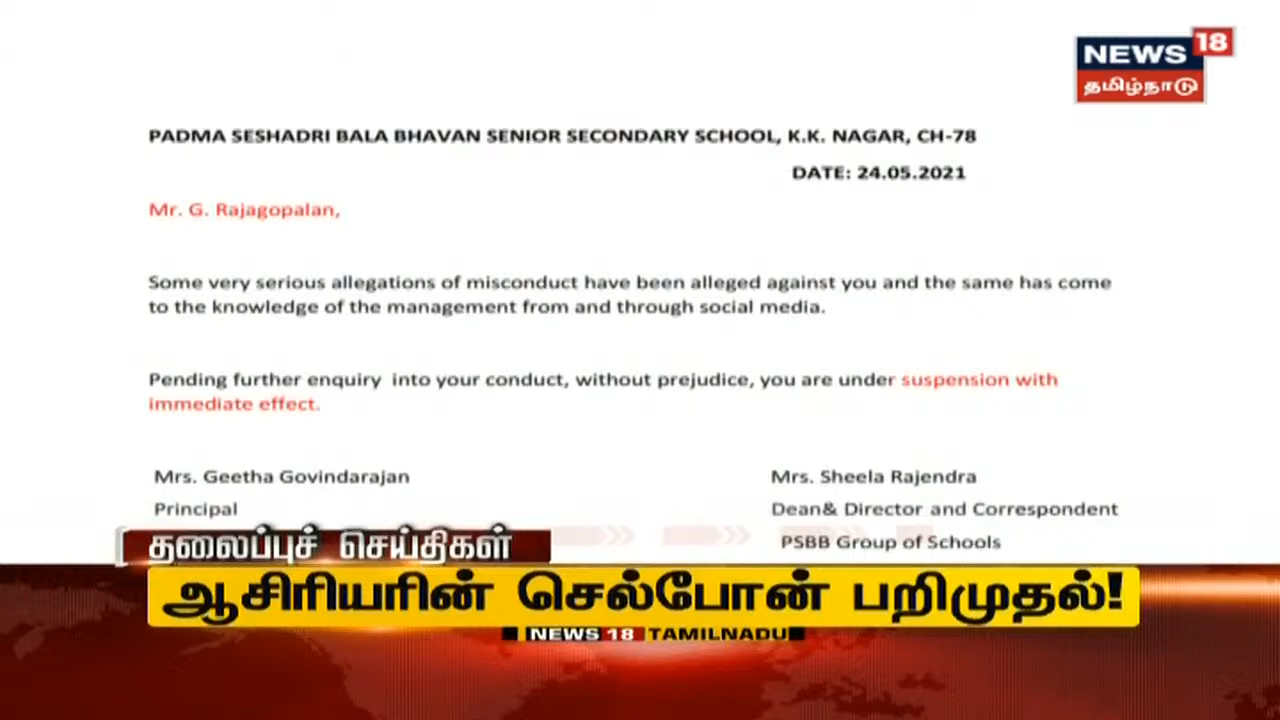 NEWS 18
தமிழ்நாடு
PADMA SESHADRI BALA BHAVAN SENIOR SECONDARY SCHOOL, K.K. NAGAR, CH-78
DATE: 24.05.2021
Mr. G. Rajagopalan,
Some very serious allegations of misconduct have been alleged against you and the same has come
to the knowledge of the management from and through social media.
Pending further enquiry into your conduct, without prejudice, you are under suspension with
immediate effect.
Mrs. Geetha Govindarajan
Mrs. Sheela Rajendra
Principal
Dean& Director and Correspondent
PSBB Group of Schools
தலைப்புச் செய்திகள்
ஆசிரியரின் செல்போன் பறிமுதல்!
NEWS 18 TAMILNADU